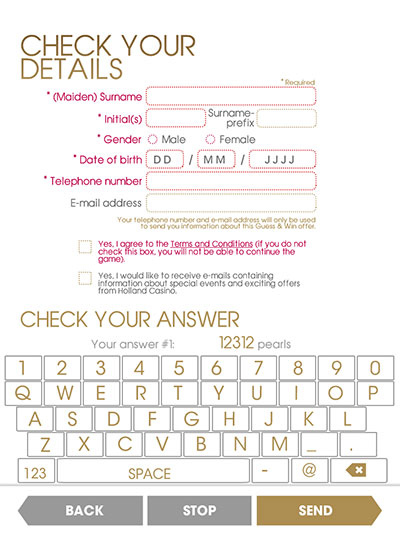 CHECK YOUR
DETAILS
* Required
* (Maiden) Surname
* Initial(s) Surname-
prefix
* Gender Male Female
* Date of birth DD / MM / JJJJ
* Telephone number
E-mail address
Your telephone number and e-mail address will only be used
to send you information about this Guess & Win offer.
Yes, I agree to the Terms and Conditions (if you do
not check this box, you will not be able to continue the
game).
Yes, I would like to receive e-mails containing
information about special events and exciting offers
from Holland Casino.
CHECK YOUR ANSWER
Your answer #1: 12312 pearls
1 2 3 4 5 6 7 8 9 0
Q W E R T Y U I O P
A S D F G H J K L
Z X C V B N M _ .
123 SPACE - @
BACK STOP SEND